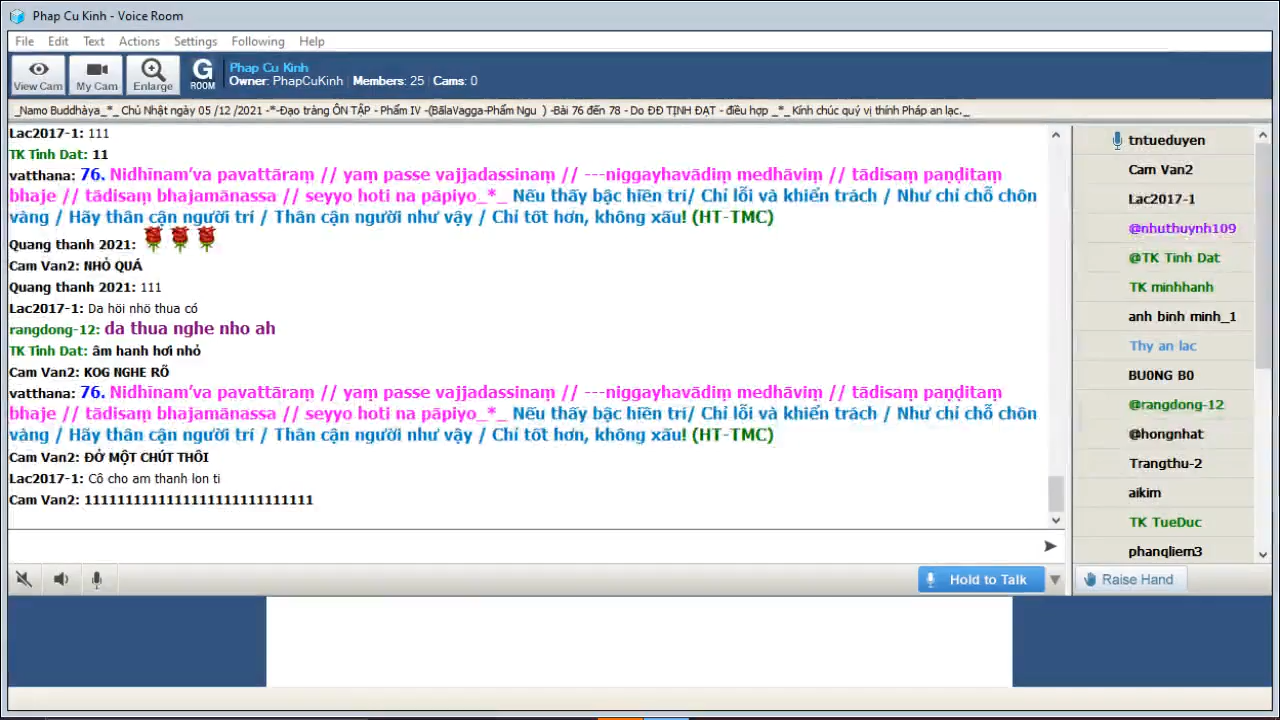 Phap Cu Kinh - Voice Room
File Edit Text Actions Settings Following Help
View Cam My Cam Enlarge G ROOM
Phap Cu Kinh
Owner: PhapCuKinh Members: 25 Cams: 0
_Namo Buddhàya_*_ Chủ Nhật ngày 05 /12 /2021 -*-Đạo tràng ÔN TẬP - Phẩm IV -(BālaVagga-Phẩm Ngu ) -Bài 76 đến 78 - Do ĐĐ TỊNH ĐẠT - điều hợp _*_ Kính chúc quý vị thính Pháp an lạc._
Lac2017-1: 111
TK Tinh Dat: 11
vatthana: 76. Nidhīnam'va pavattāraṃ // yaṃ passe vajjadassinaṃ // ---niggayhavādiṃ medhāviṃ // tādisaṃ paṇḍitaṃ
bhaje // tādisaṃ bhajamānassa // seyyo hoti na pāpiyo_*_ Nếu thấy bậc hiền trí/ Chỉ lỗi và khiển trách / Như chỉ chỗ chôn
vàng / Hãy thân cận người trí / Thân cận người như vậy / Chỉ tốt hơn, không xấu! (HT-TMC)
Quang thanh 2021:
Cam Van2: NHỎ QUÁ
Quang thanh 2021: 111
Lac2017-1: Da höi nhö thua có
rangdong-12: da thua nghe nho ah
TK Tinh Dat: âm hanh hơi nhỏ
Cam Van2: KOG NGHE RÕ
vatthana: 76. Nidhīnam'va pavattāraṃ // yaṃ passe vajjadassinaṃ // ---niggayhavādiṃ medhāviṃ // tādisaṃ paṇḍitaṃ
bhaje // tādisaṃ bhajamānassa // seyyo hoti na pāpiyo_*_ Nếu thấy bậc hiền trí/ Chỉ lỗi và khiển trách / Như chỉ chỗ chôn
vàng / Hãy thân cận người trí / Thân cận người như vậy / Chỉ tốt hơn, không xấu! (HT-TMC)
Cam Van2: ĐỞ MỘT CHÚT THÔI
Lac2017-1: Cô cho am thanh lon ti
Cam Van2: 1111111111111111111111111111
Hold to Talk
tntueduyen
Cam Van2
Lac2017-1
@nhuthuynh109
@TK Tinh Dat
TK minhhanh
anh binh minh_1
Thy an lac
BU0NG B0
@rangdong-12
@hongnhat
Trangthu-2
aikim
TK TueDuc
phanqliem3
Raise Hand